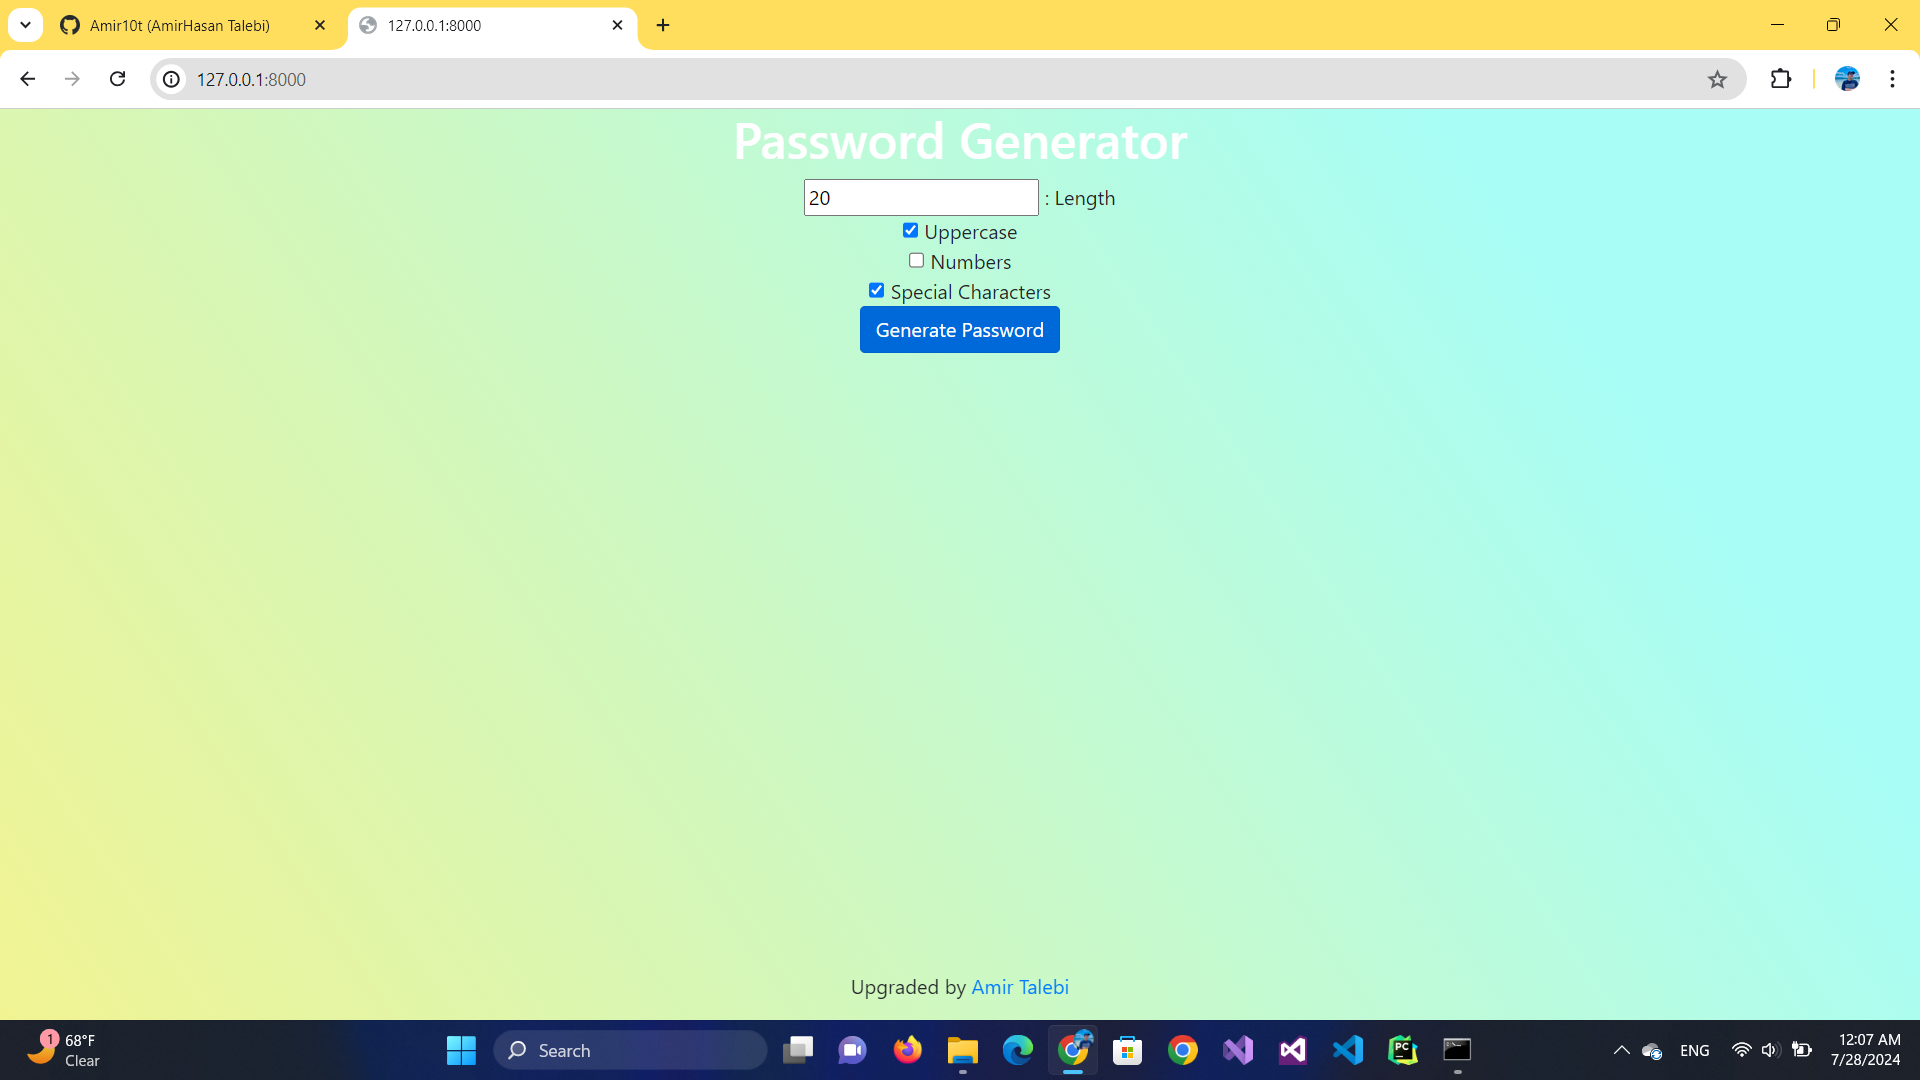 Amir10t (AmirHasan Talebi)
127.0.0.1:8000
127.0.0.1:8000
Password Generator
20 : Length
Uppercase
Numbers
Special Characters
Generate Password
Upgraded by Amir Talebi
1
68°F
Clear
Search
PC
ENG
12:07 AM
7/28/2024